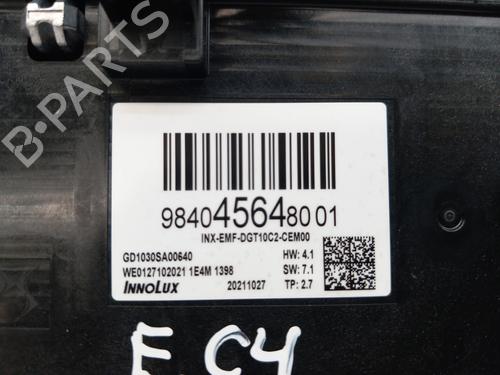 9840456480 01
INX-EMF-DGT10C2-CEM00
GD1030SA00640 HW: 4.1
WE0127102021 1E4M 1398 SW: 7.1
INNOLUX 20211027 TP: 2.7
E C4
B-PARTS